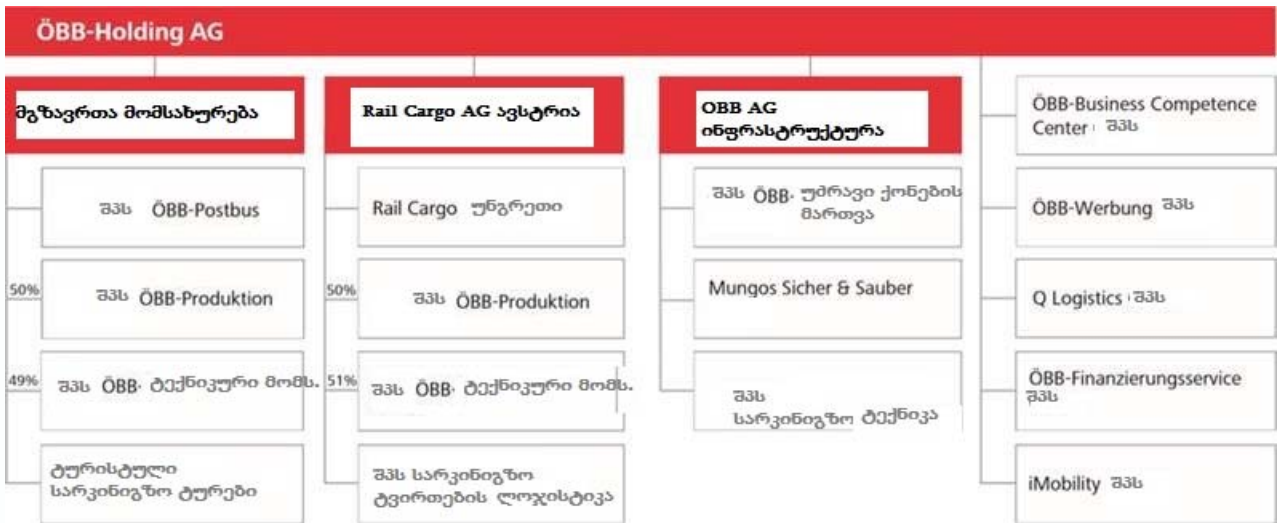 ÖBB-Holding AG
მგზავრთა მომსახურება
შპს ÖBB-Postbus
50%
შპს ÖBB-Produktion
49%
შპს ÖBB- ტექნიკური მომს.
ტურისტული
სარკინიგზო ტურები
Rail Cargo AG ავსტრია
Rail Cargo უნგრეთი
50%
შპს ÖBB-Produktion
51%
შპს ÖBB- ტექნიკური მომს.
შპს სარკინიგზო
ტვირთების ლოჯისტიკა
OBB AG
ინფრასტრუქტურა
შპს ÖBB- უძრავი ქონების
მართვა
Mungos Sicher & Sauber
შპს
სარკინიგზო ტექნიკა
ÖBB-Business Competence
Center შპს
ÖBB-Werbung შპს
Q Logistics შპს
ÖBB-Finanzierungsservice
შპს
iMobility შპს